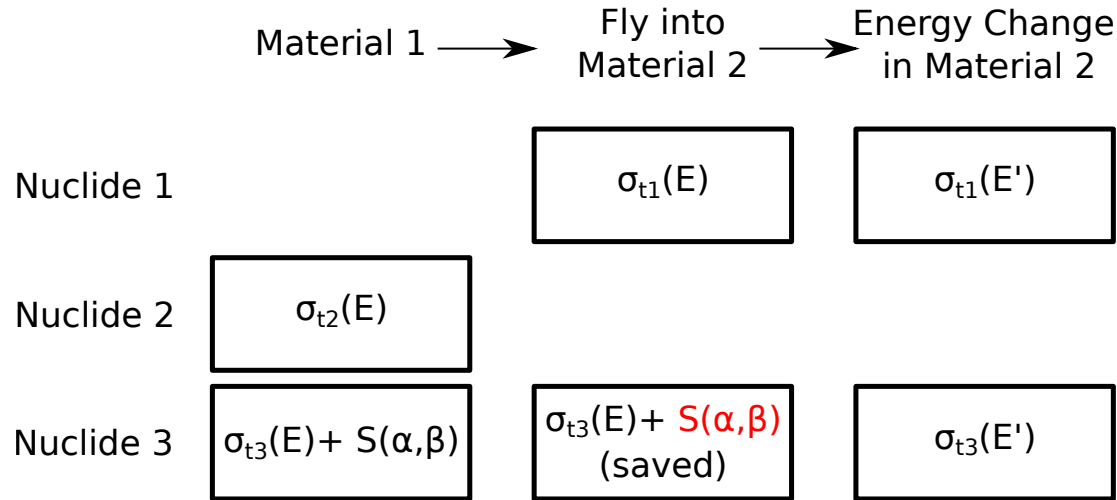 Material 1
Fly into
Material 2
Energy Change
in Material 2
Nuclide 1
σt1(E)
σt1(E')
Nuclide 2
σt2(E)
Nuclide 3
σt3(E)+ S(α,β)
σt3(E)+ S(α,β)
(saved)
σt3(E')